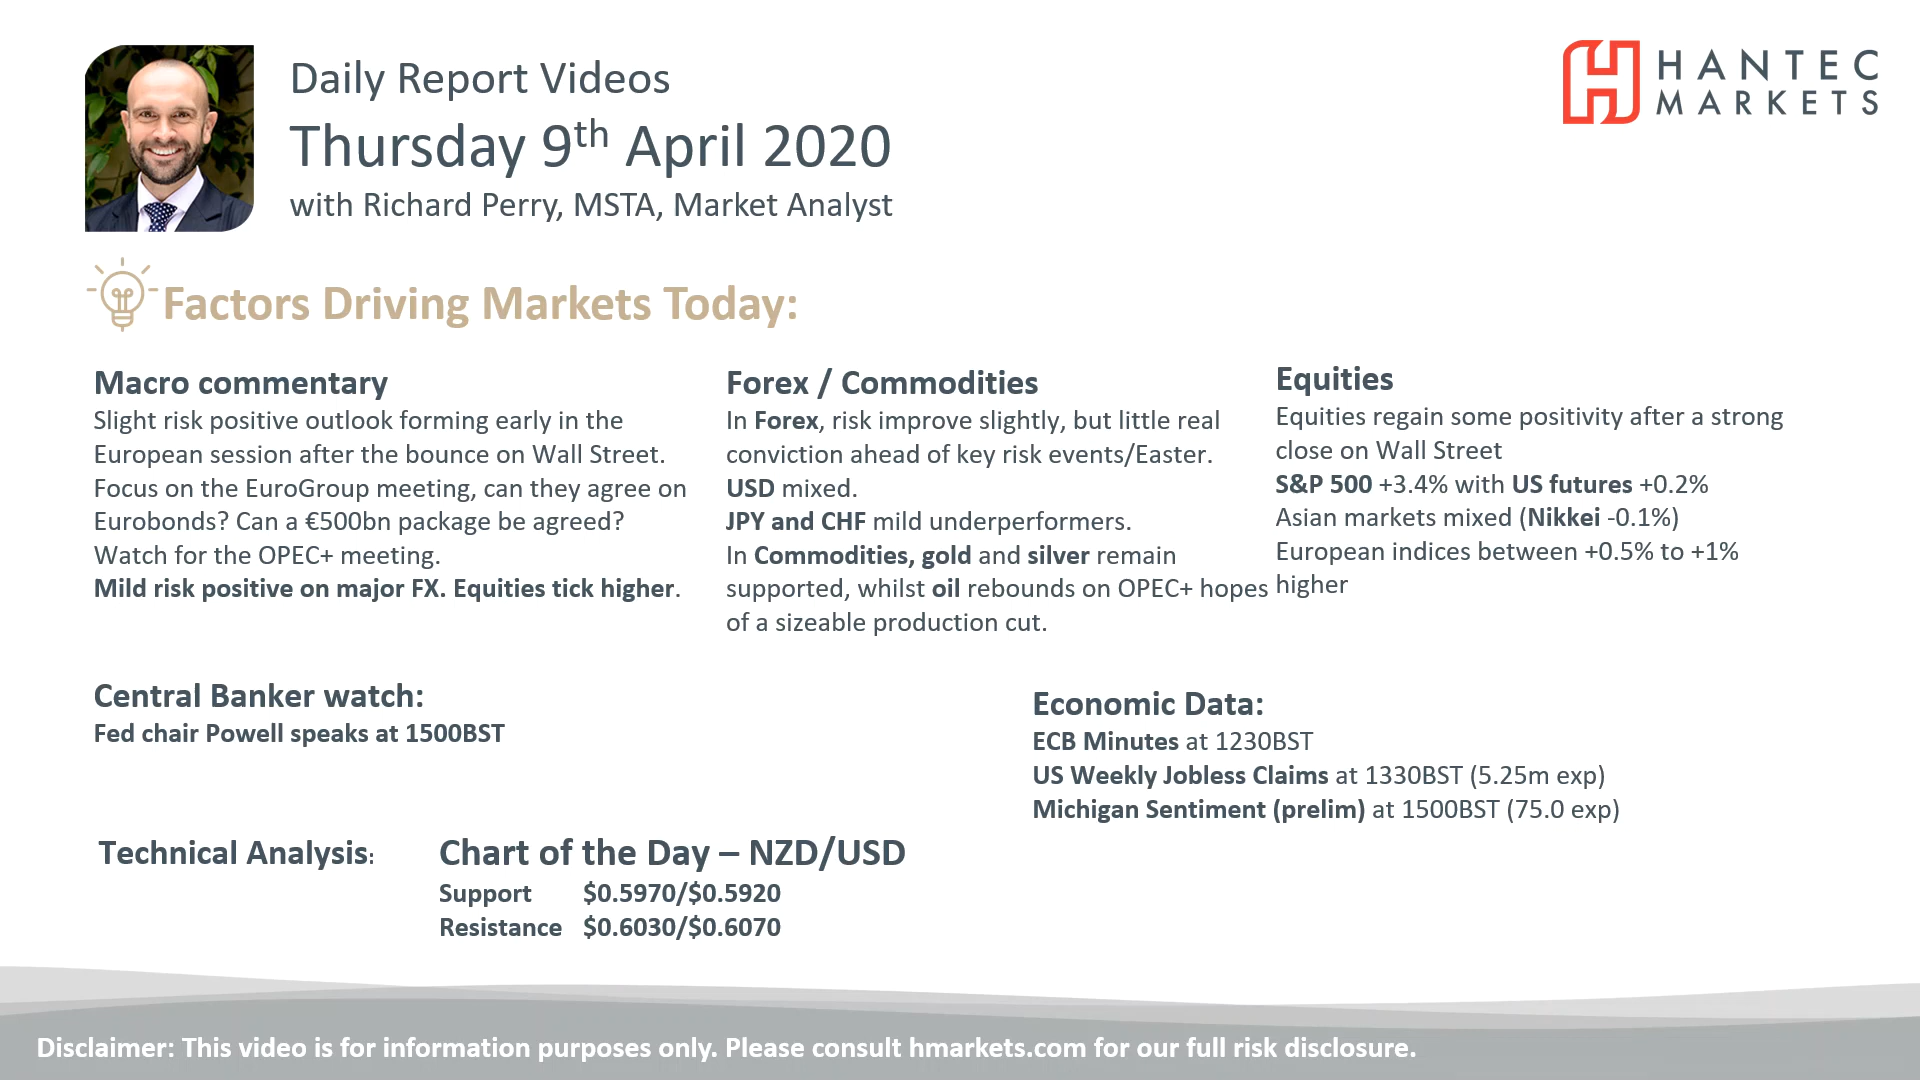 Daily Report Videos
Thursday 9th April 2020
with Richard Perry, MSTA, Market Analyst
HANTEC
MARKETS
Factors Driving Markets Today:
Macro commentary
Slight risk positive outlook forming early in the
European session after the bounce on Wall Street.
Focus on the EuroGroup meeting, can they agree on
Eurobonds? Can a €500bn package be agreed?
Watch for the OPEC+ meeting.
Mild risk positive on major FX. Equities tick higher.
Forex / Commodities
In Forex, risk improve slightly, but little real
conviction ahead of key risk events/Easter.
USD mixed.
JPY and CHF mild underperformers.
In Commodities, gold and silver remain
supported, whilst oil rebounds on OPEC+ hopes
of a sizeable production cut.
Equities
Equities regain some positivity after a strong
close on Wall Street
S&P 500 +3.4% with US futures +0.2%
Asian markets mixed (Nikkei -0.1%)
European indices between +0.5% to +1%
higher
Central Banker watch:
Fed chair Powell speaks at 1500BST
Economic Data:
ECB Minutes at 1230BST
US Weekly Jobless Claims at 1330BST (5.25m exp)
Michigan Sentiment (prelim) at 1500BST (75.0 exp)
Technical Analysis:
Chart of the Day – NZD/USD
Support $0.5970/$0.5920
Resistance $0.6030/$0.6070
Disclaimer: This video is for information purposes only. Please consult hmarkets.com for our full risk disclosure.